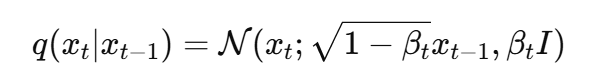 q(x_t|x_{t-1}) = \mathcal{N}(x_t; \sqrt{1 - \beta_t} x_{t-1}, \beta_t I)